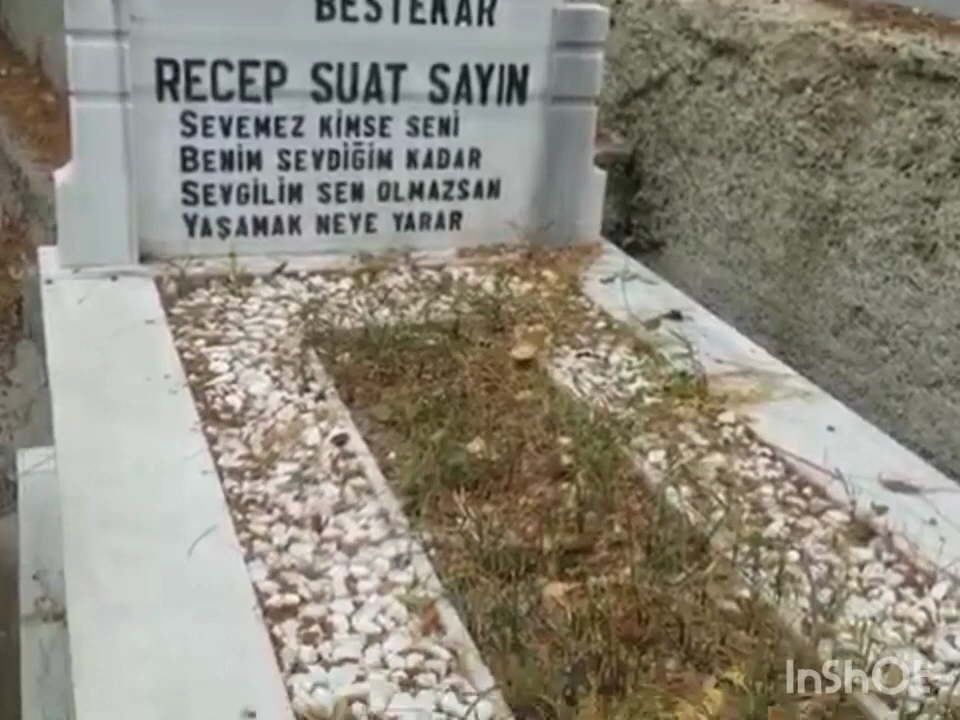 BESTEKAR
RECEP SUAT SAYIN
SEVEMEZ KİMSE SENİ
BENİM SEVDİĞİM KADAR
SEVGİLİM SEN OLMAZSAN
YAŞAMAK NEYE YARAR
InShOt